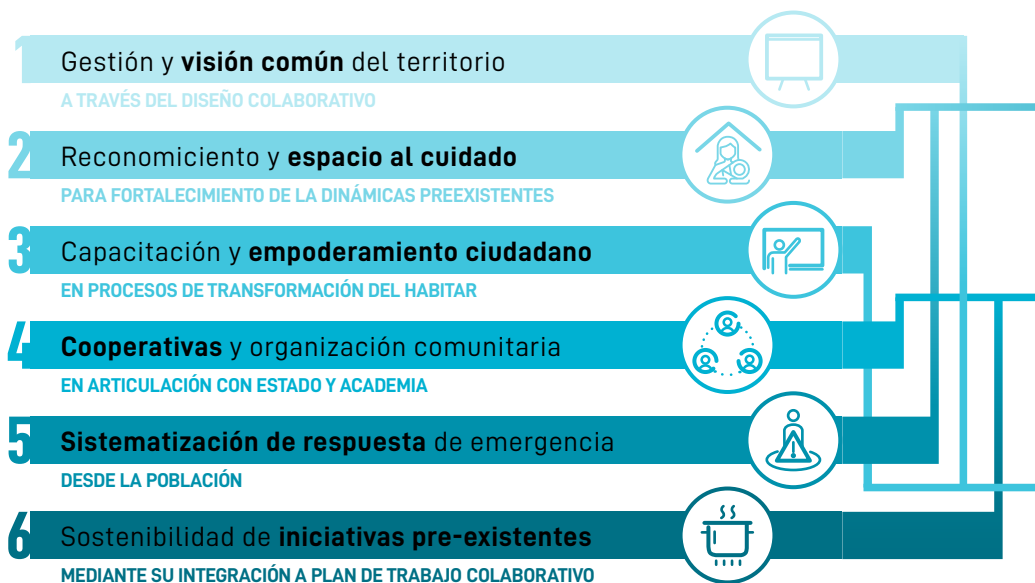 1
Gestión y visión común del territorio
A TRAVÉS DEL DISEÑO COLABORATIVO
2
Reconomiciento y espacio al cuidado
PARA FORTALECIMIENTO DE LA DINÁMICAS PREEXISTENTES
3
Capacitación y empoderamiento ciudadano
EN PROCESOS DE TRANSFORMACIÓN DEL HABITAR
4
Cooperativas y organización comunitaria
EN ARTICULACIÓN CON ESTADO Y ACADEMIA
5
Sistematización de respuesta de emergencia
DESDE LA POBLACIÓN
6
Sostenibilidad de iniciativas pre-existentes
MEDIANTE SU INTEGRACIÓN A PLAN DE TRABAJO COLABORATIVO